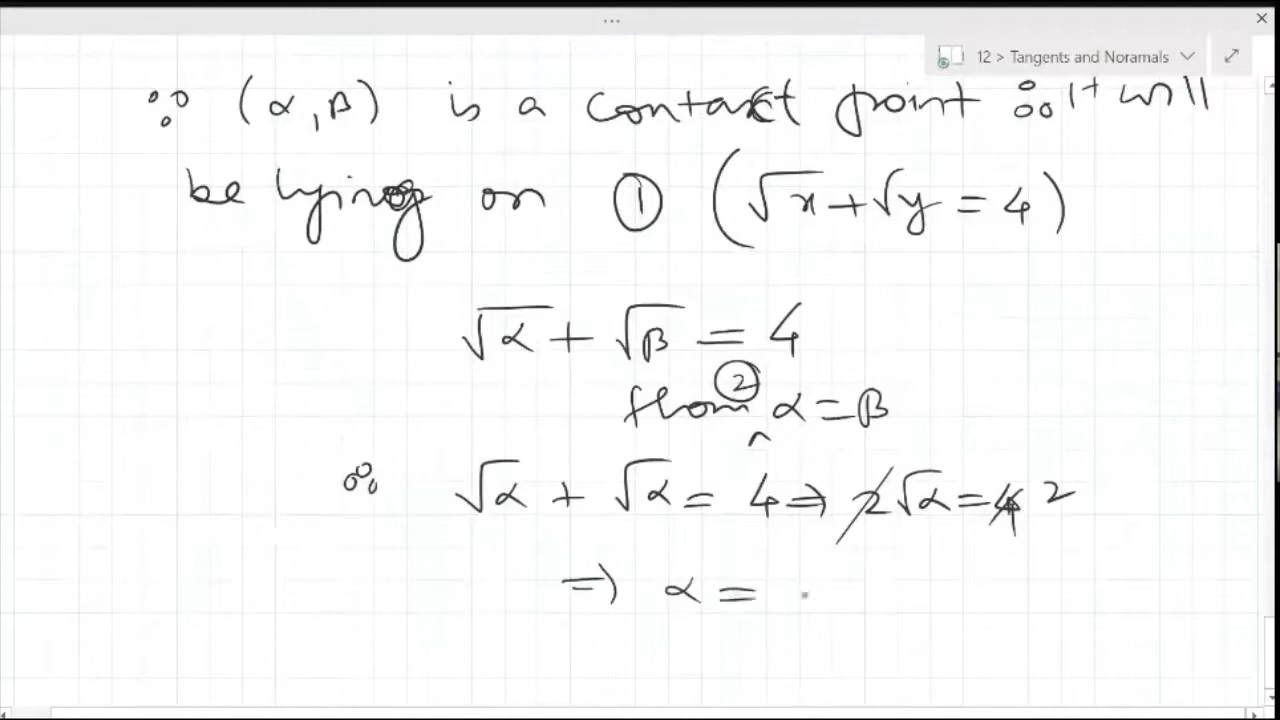 12 > Tangents and Noramals
∵ (α, β) is a contact point ∴ it will
be lying on ① (√x + √y = 4)
√α + √β = 4
②
from ^ α = β
∴ √α + √α = 4 ⇒ 2√α = 4 2
⇒ α =